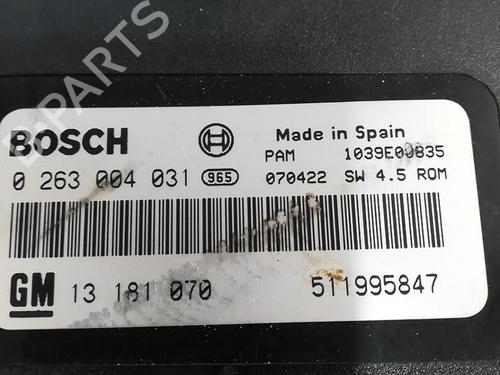 B PARTS
BOSCH
Made in Spain
PAM 1039E00835
0 263 004 031 965 070422 SW 4.5 ROM
GM 13 181 070 511995847